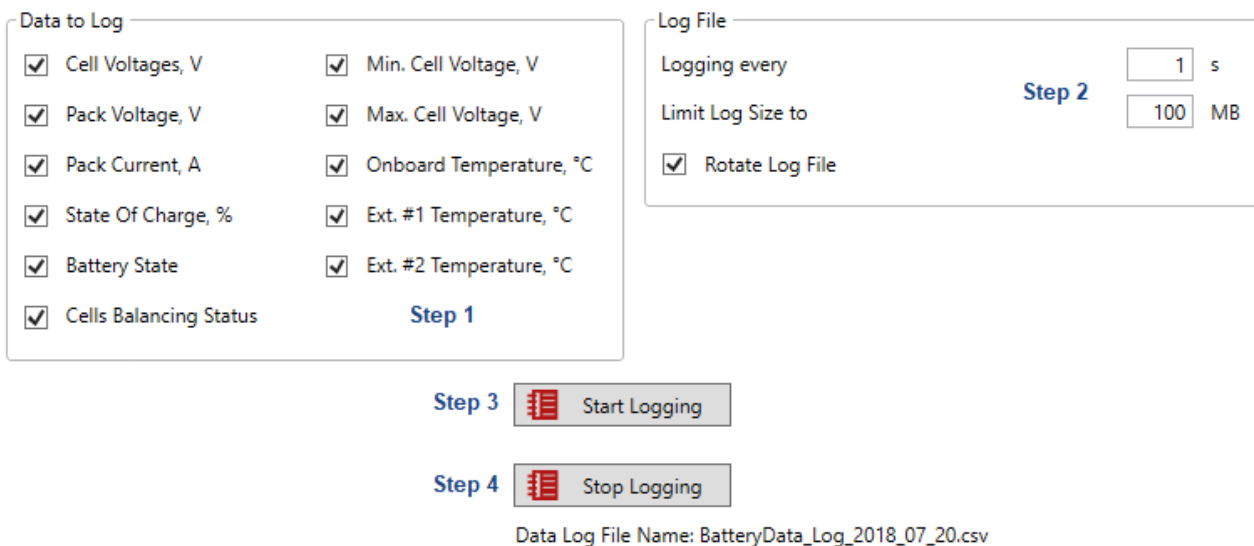 Data to Log
Cell Voltages, V
Min. Cell Voltage, V
Pack Voltage, V
Max. Cell Voltage, V
Pack Current, A
Onboard Temperature, °C
State Of Charge, %
Ext. #1 Temperature, °C
Battery State
Ext. #2 Temperature, °C
Cells Balancing Status
Step 1
Log File
Logging every 1 s
Step 2
Limit Log Size to 100 MB
Rotate Log File
Step 3 Start Logging
Step 4 Stop Logging
Data Log File Name: BatteryData_Log_2018_07_20.csv